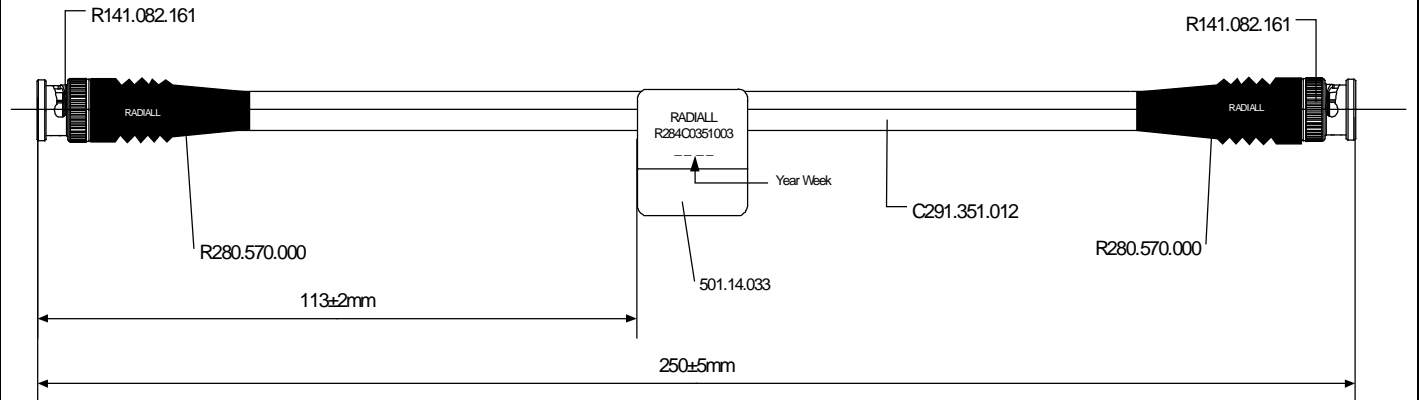 R141.082.161
R141.082.161
RADIALL
RADIALL
RADIALL
R284C0351003
Year Week
C291.351.012
R280.570.000
R280.570.000
501.14.033
113±2mm
250±5mm